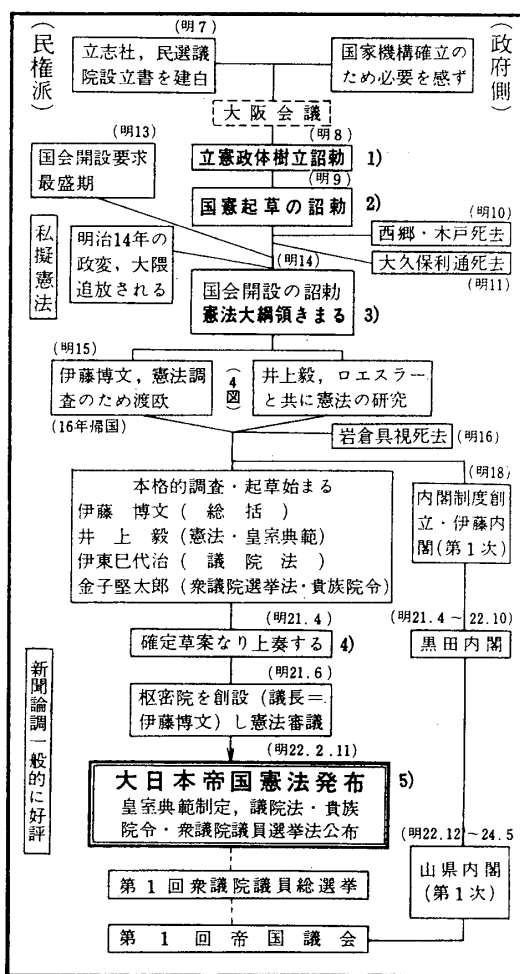 民権派
政府側
(明7)
立志社，民選議
院設立書を建白
国家機構確立の
ため必要を感ず
大阪会議
(明8)
立憲政体樹立詔勅
1)
(明13)
国会開設要求
最盛期
(明9)
国憲起草の詔勅
2)
(明10)
西郷・木戸死去
大久保利通死去
(明11)
私擬憲法
明治14年の
政変，大隈
追放される
(明14)
国会開設の詔勅
憲法大綱領きまる
3)
(明15)
伊藤博文，憲法調
査のため渡欧
(16年帰国)
(4図)
井上毅，ロエスラー
と共に憲法の研究
岩倉具視死去
(明16)
本格的調査・起草始まる
伊藤 博文 ( 総 括 )
井上 毅 (憲法・皇室典範)
伊東巳代治 ( 議 院 法 )
金子堅太郎 (衆議院選挙法・貴族院令)
(明18)
内閣制度創
立・伊藤内
閣(第1次)
(明21.4)
確定草案なり上奏する
4)
(明21.4 ～ 22.10)
黒田内閣
(明21.6)
枢密院を創設 (議長＝
伊藤博文) し憲法審議
新聞論調一般的に好評
(明22.2.11)
大日本帝国憲法発布
5)
皇室典範制定，議院法・貴族
院令・衆議院議員選挙法公布
(明22.12～24.5)
山県内閣
(第1次)
第1回衆議院議員総選挙
第1回帝国議会